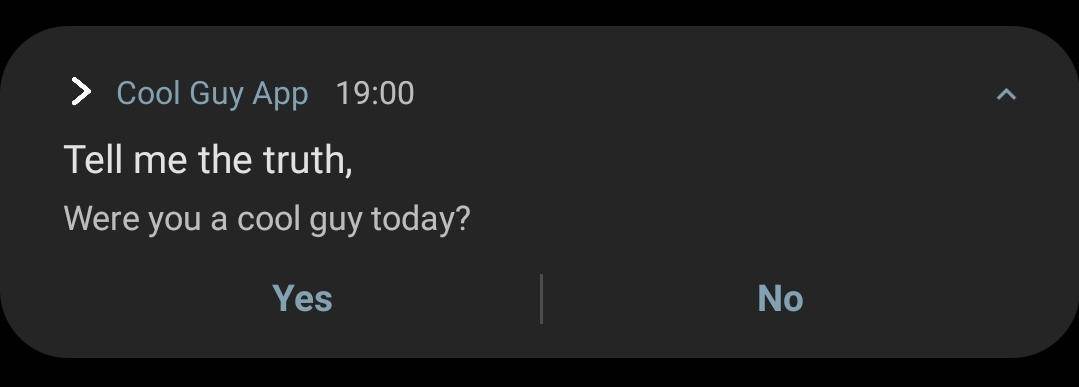 Cool Guy App 19:00
Tell me the truth,
Were you a cool guy today?
Yes No